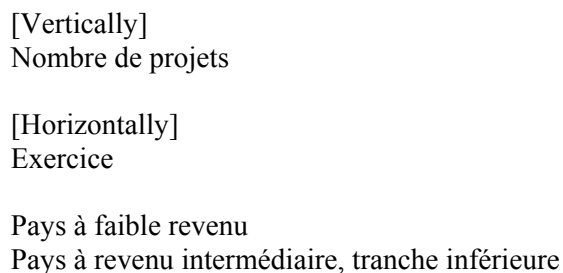 [Vertically]
Nombre de projets
[Horizontally]
Exercice
Pays à faible revenu
Pays à revenu intermédiaire, tranche inférieure